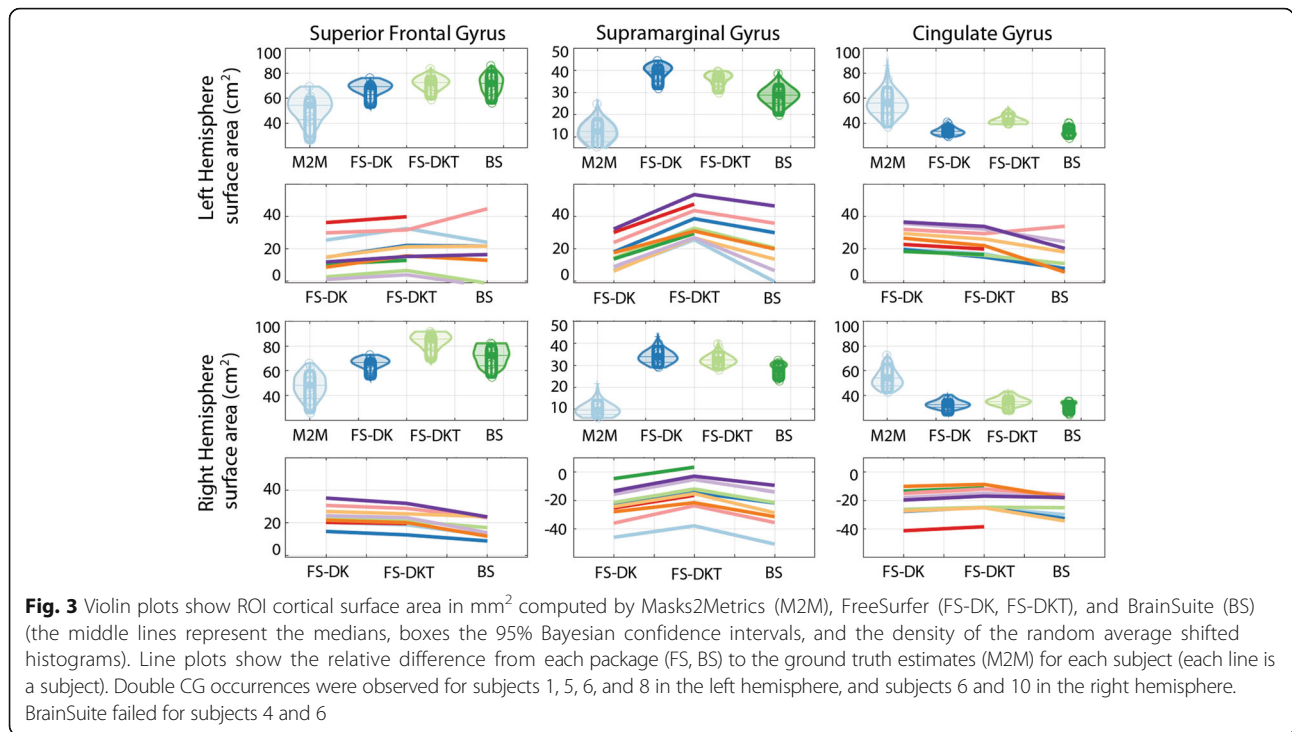 Superior Frontal Gyrus Supramarginal Gyrus Cingulate Gyrus
Left Hemisphere
surface area (cm²)
100
80
60
40
M2M FS-DK FS-DKT BS
50
40
30
20
10
M2M FS-DK FS-DKT BS
100
80
60
40
M2M FS-DK FS-DKT BS
40
20
0
FS-DK FS-DKT BS
40
20
0
FS-DK FS-DKT BS
40
20
0
FS-DK FS-DKT BS
Right Hemisphere
surface area (cm²)
100
80
60
40
M2M FS-DK FS-DKT BS
50
40
30
20
10
M2M FS-DK FS-DKT BS
100
80
60
40
M2M FS-DK FS-DKT BS
40
20
0
FS-DK FS-DKT BS
0
-20
-40
FS-DK FS-DKT BS
0
-20
-40
FS-DK FS-DKT BS
Fig. 3 Violin plots show ROI cortical surface area in mm² computed by Masks2Metrics (M2M), FreeSurfer (FS-DK, FS-DKT), and BrainSuite (BS)
(the middle lines represent the medians, boxes the 95% Bayesian confidence intervals, and the density of the random average shifted
histograms). Line plots show the relative difference from each package (FS, BS) to the ground truth estimates (M2M) for each subject (each line is
a subject). Double CG occurrences were observed for subjects 1, 5, 6, and 8 in the left hemisphere, and subjects 6 and 10 in the right hemisphere.
BrainSuite failed for subjects 4 and 6